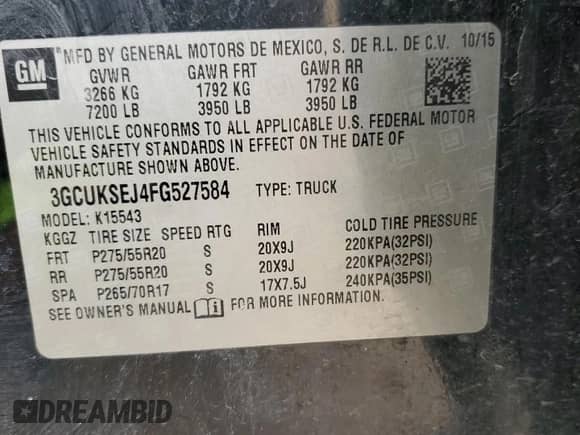 GM
MFD BY GENERAL MOTORS DE MEXICO, S. DE R.L. DE C.V. 10/15
GVWR GAWR FRT GAWR RR
3266 KG 1792 KG 1792 KG
7200 LB 3950 LB 3950 LB
THIS VEHICLE CONFORMS TO ALL APPLICABLE U.S. FEDERAL MOTOR
VEHICLE SAFETY STANDARDS IN EFFECT ON THE DATE OF
MANUFACTURE SHOWN ABOVE.
3GCUKSEJ4FG527584 TYPE: TRUCK
MODEL: K15543
KGGZ TIRE SIZE SPEED RTG RIM COLD TIRE PRESSURE
FRT P275/55R20 S 20X9J 220KPA(32PSI)
RR P275/55R20 S 20X9J 220KPA(32PSI)
SPA P265/70R17 S 17X7.5J 240KPA(35PSI)
SEE OWNER'S MANUAL FOR MORE INFORMATION.
DREAMBID